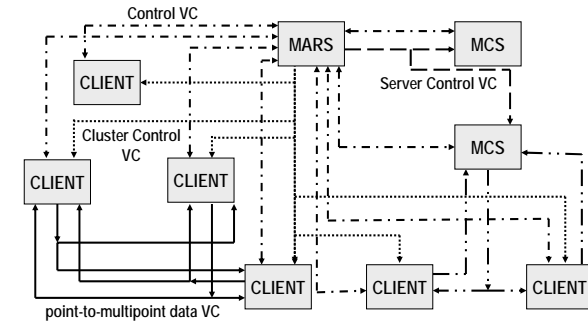 Control VC
MARS
MCS
CLIENT
Server Control VC
Cluster Control
VC
MCS
CLIENT
CLIENT
CLIENT
CLIENT
CLIENT
point-to-multipoint data VC